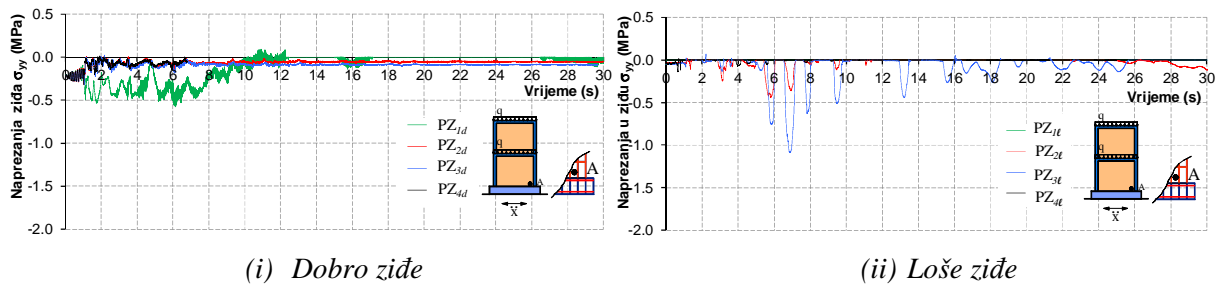 Naprezanja ziđa σyy (MPa)
0.5
0.0
-0.5
-1.0
-1.5
-2.0
0 2 4 6 8 10 12 14 16 18 20 22 24 26 28 30
Vrijeme (s)
PZ1d
PZ2d
PZ3d
PZ4d
q
q
A
ẍ
A
(i) Dobro ziđe
Naprezanja u ziđu σyy (MPa)
0.5
0.0
-0.5
-1.0
-1.5
-2.0
0 2 4 6 8 10 12 14 16 18 20 22 24 26 28 30
Vrijeme (s)
PZ1ℓ
PZ2ℓ
PZ3ℓ
PZ4ℓ
q
q
A
ẍ
A
(ii) Loše ziđe